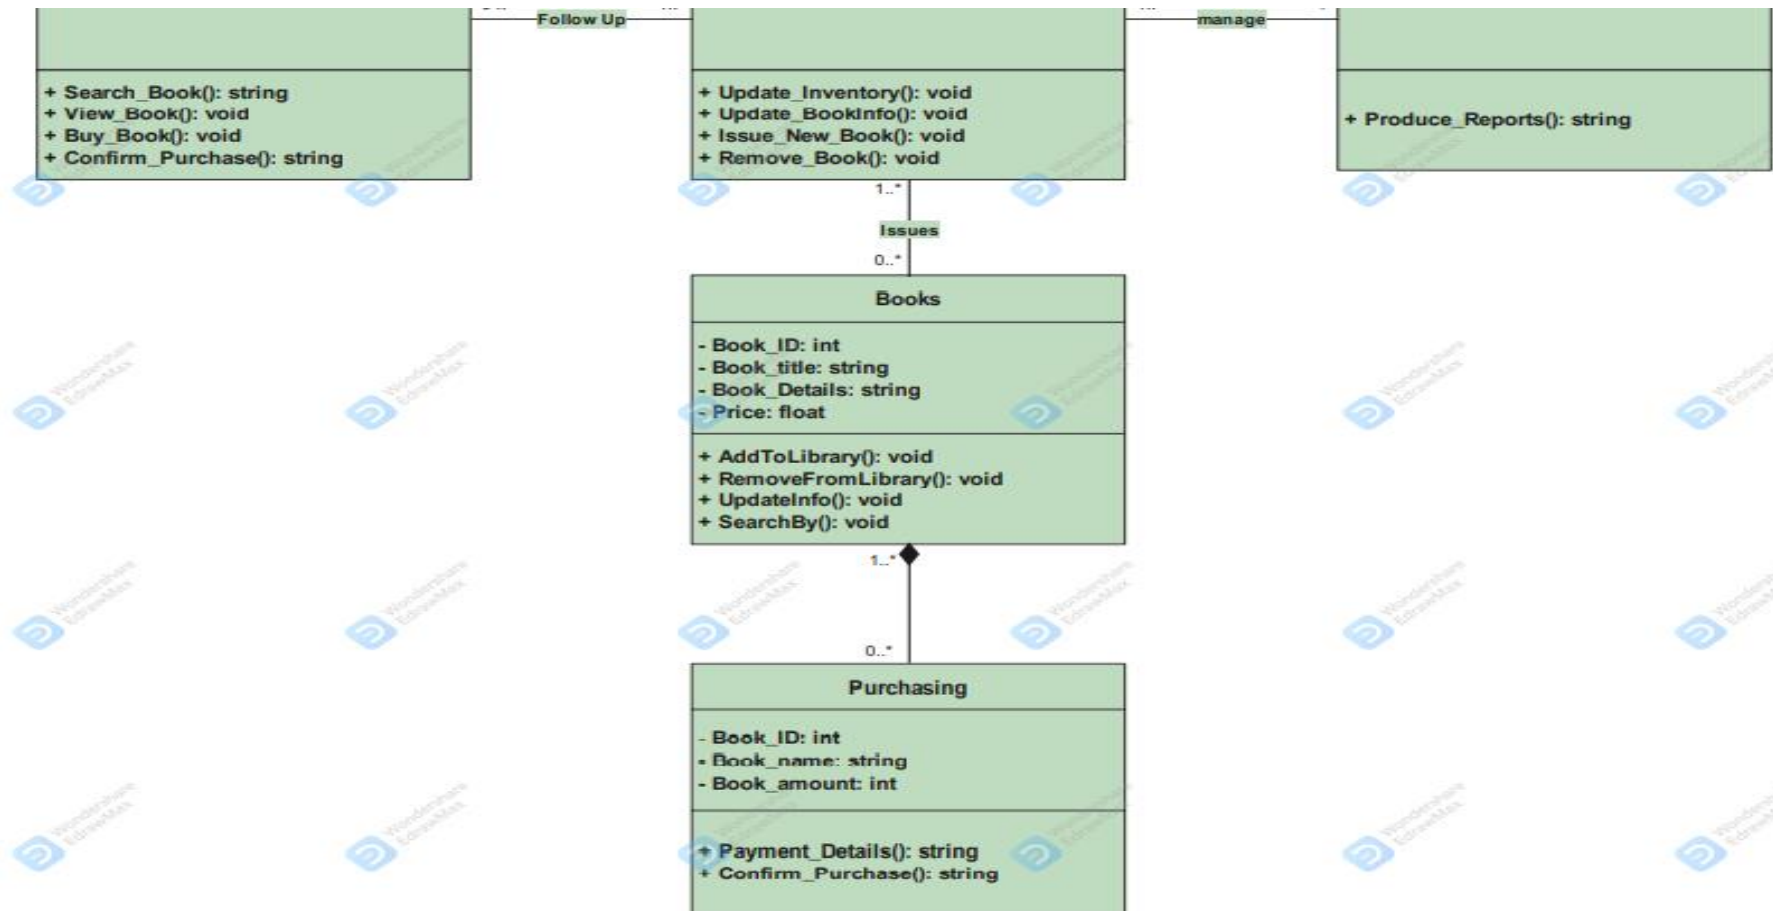 Follow Up
manage
+ Search_Book(): string
+ View_Book(): void
+ Buy_Book(): void
+ Confirm_Purchase(): string
+ Update_Inventory(): void
+ Update_BookInfo(): void
+ Issue_New_Book(): void
+ Remove_Book(): void
+ Produce_Reports(): string
1..*
Issues
0..*
Books
- Book_ID: int
- Book_title: string
- Book_Details: string
- Price: float
+ AddToLibrary(): void
+ RemoveFromLibrary(): void
+ UpdateInfo(): void
+ SearchBy(): void
1..*
0..*
Purchasing
- Book_ID: int
- Book_name: string
- Book_amount: int
+ Payment_Details(): string
+ Confirm_Purchase(): string
Wondershare
EdrawMax